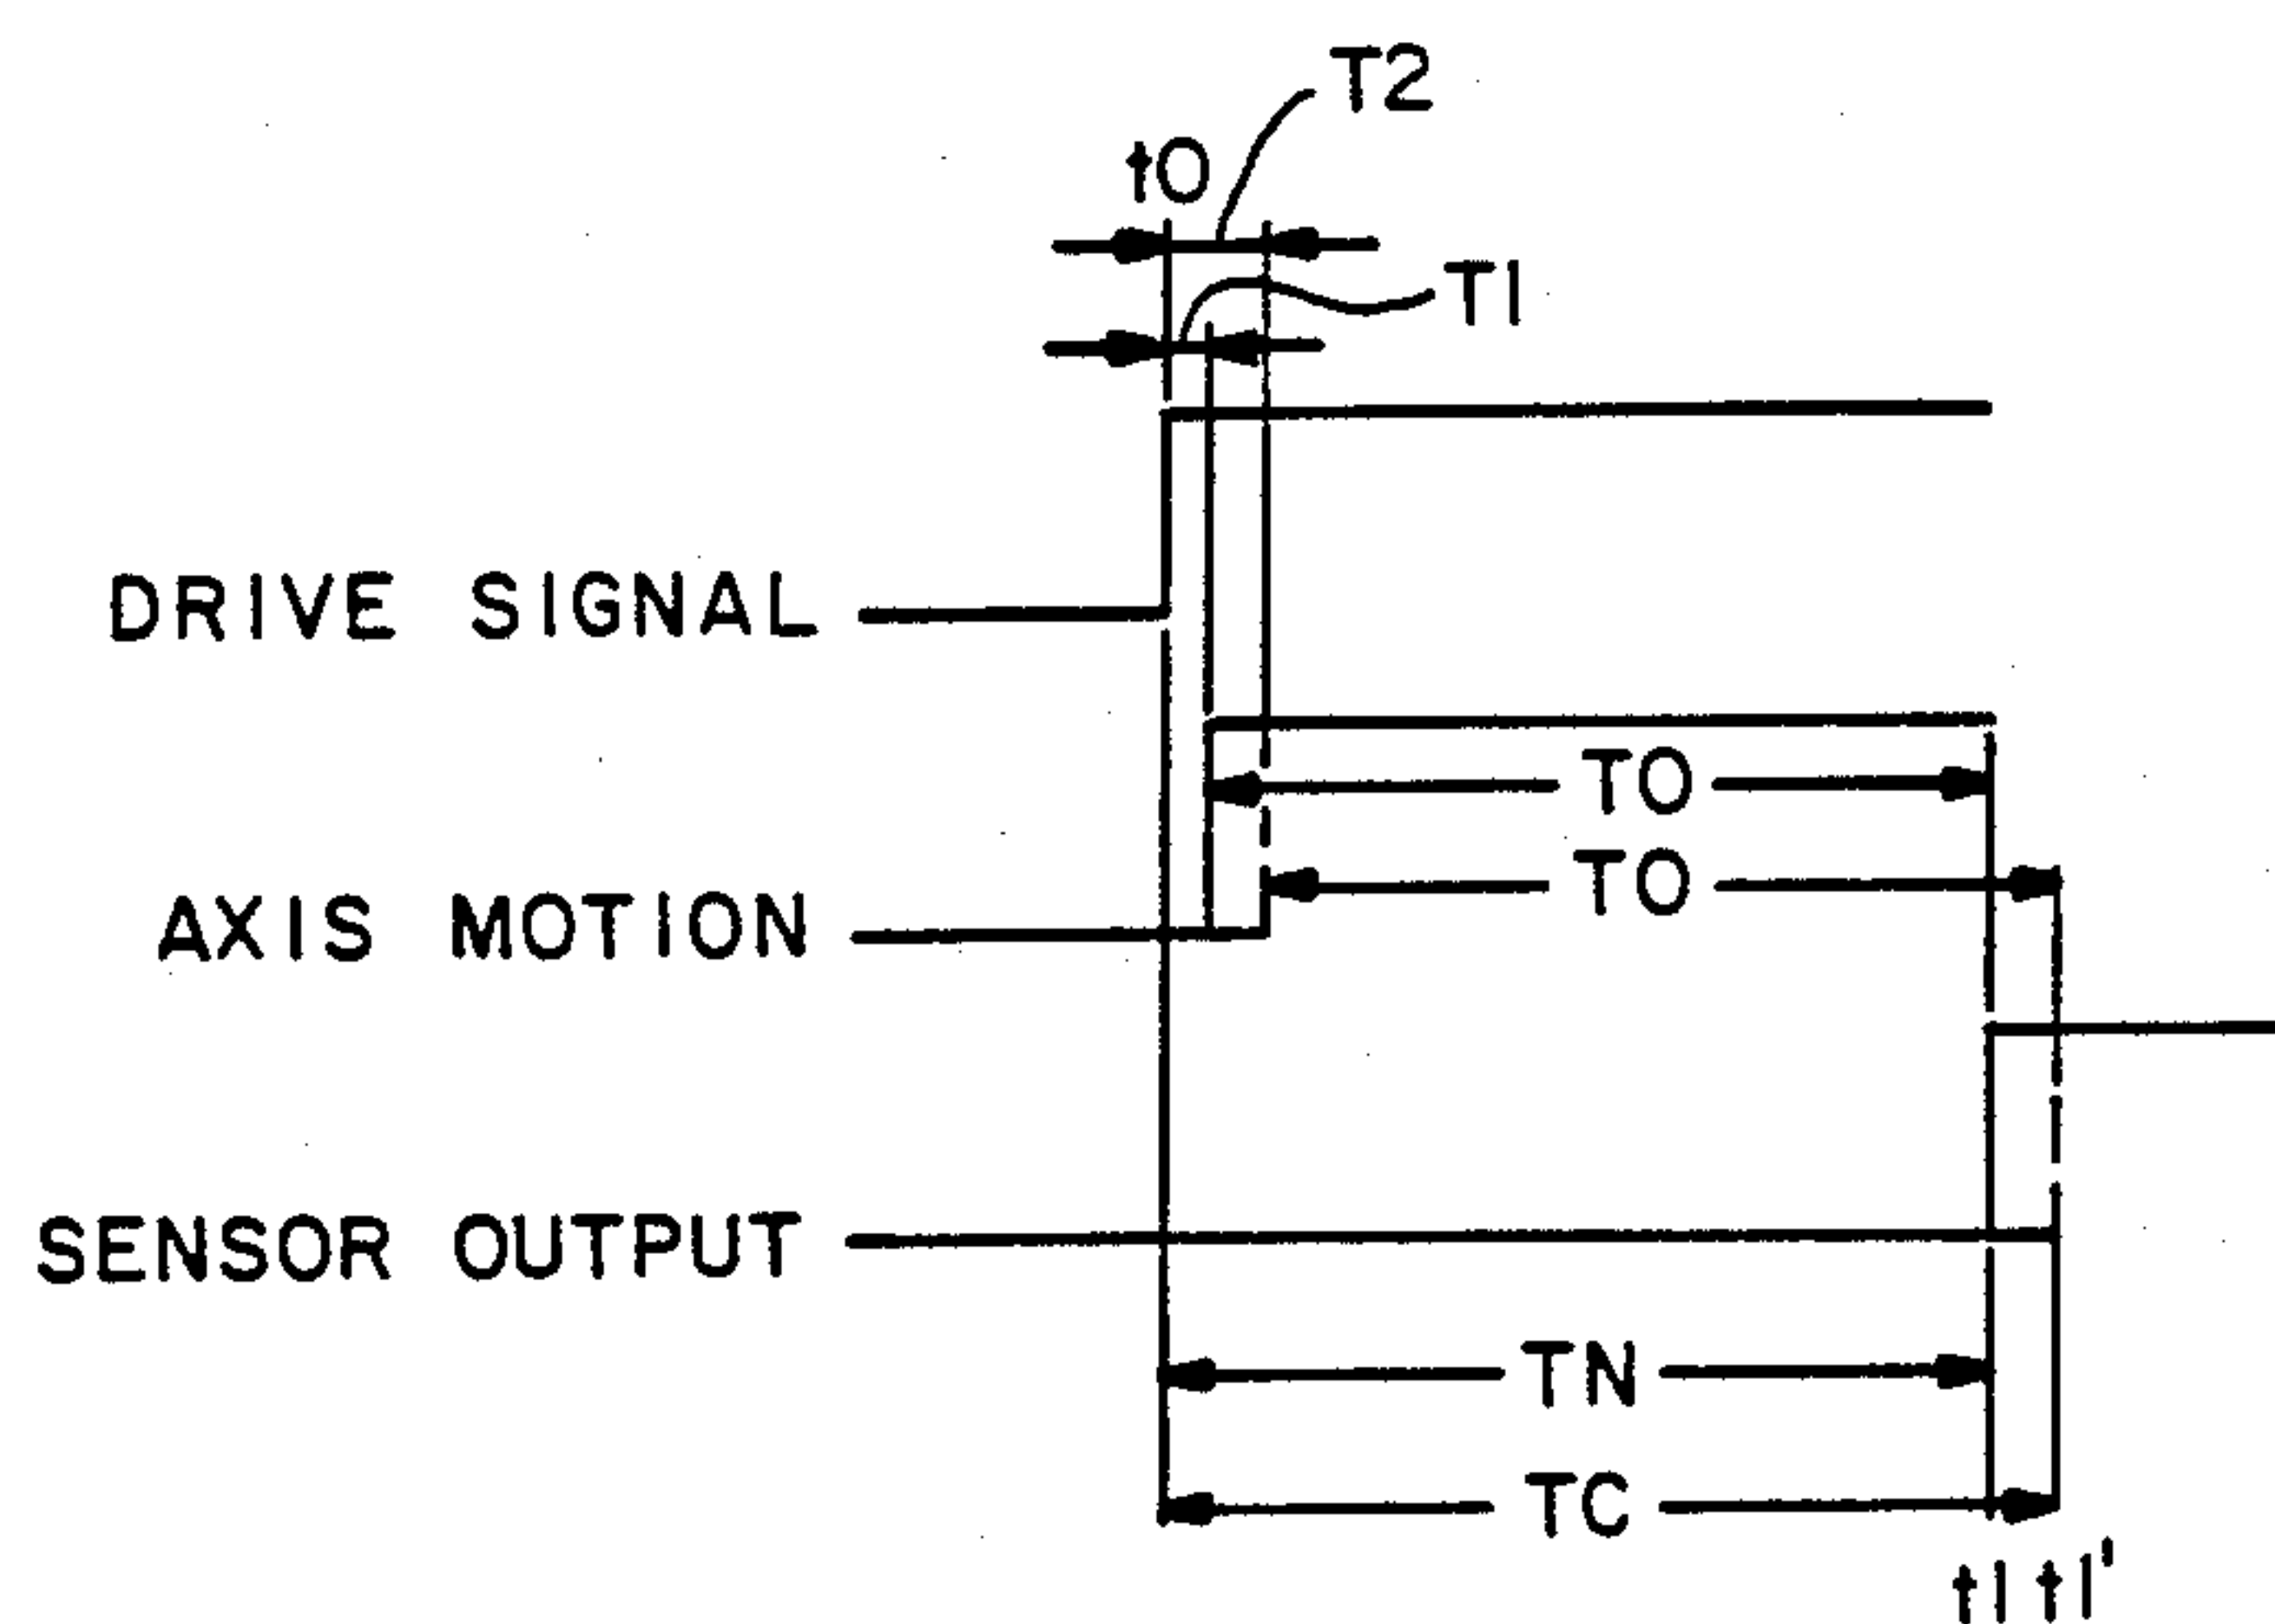 T2
t0
T1
DRIVE SIGNAL
TO
TO
AXIS MOTION
SENSOR OUTPUT
TN
TC
t1 t1'